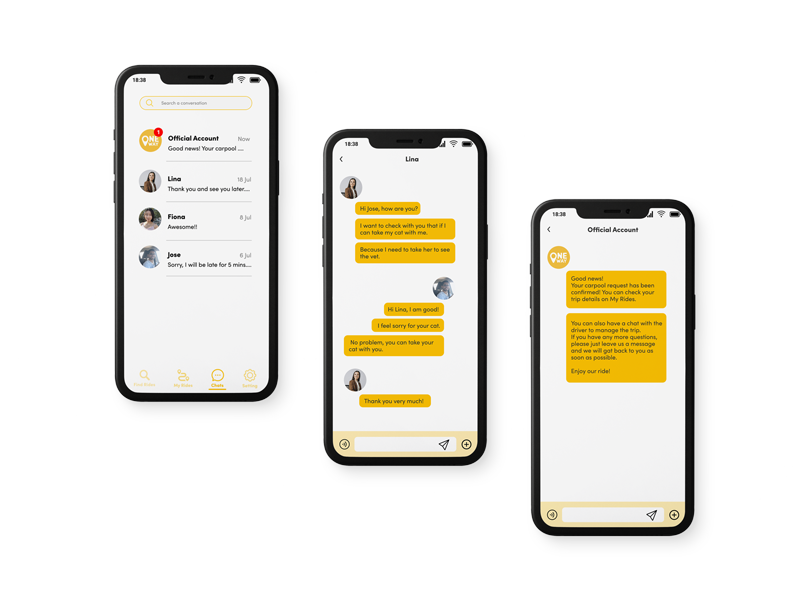 18:38
Search a conversation
ONE
WAY
1
Official Account
Now
Good news! Your carpool ....
Lina
18 Jul
Thank you and see you later....
Fiona
8 Jul
Awesome!!
Jose
6 Jul
Sorry, I will be late for 5 mins....
Find Rides
My Rides
Chats
Setting
18:38
Lina
Hi Jose, how are you?
I want to check with you that if I
can take my cat with me.
Because I need to take her to see
the vet.
Hi Lina, I am good!
I feel sorry for your cat.
No problem, you can take your
cat with you.
Thank you very much!
18:38
Official Account
ONE
WAY
Good news!
Your carpool request has been
confirmed! You can check your
trip details on My Rides.
You can also have a chat with the
driver to manage the trip.
If you have any more questions,
please just leave us a message
and we will got back to you as
soon as possible.
Enjoy our ride!